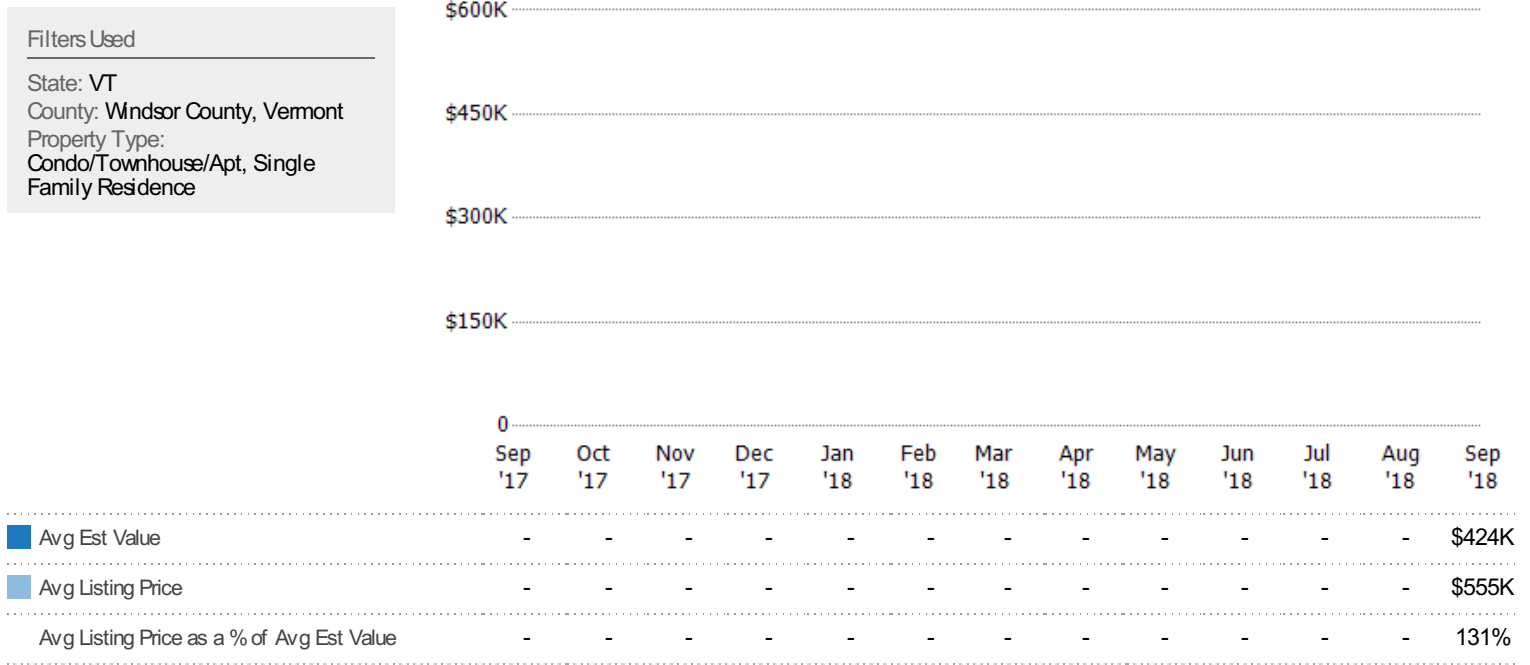 Filters Used
State: VT
County: Windsor County, Vermont
Property Type:
Condo/Townhouse/Apt, Single
Family Residence
$600K
$450K
$300K
$150K
0
Sep Oct Nov Dec Jan Feb Mar Apr May Jun Jul Aug Sep
'17 '17 '17 '17 '18 '18 '18 '18 '18 '18 '18 '18 '18
Avg Est Value - - - - - - - - - - - - $424K
Avg Listing Price - - - - - - - - - - - - $555K
Avg Listing Price as a % of Avg Est Value - - - - - - - - - - - - 131%